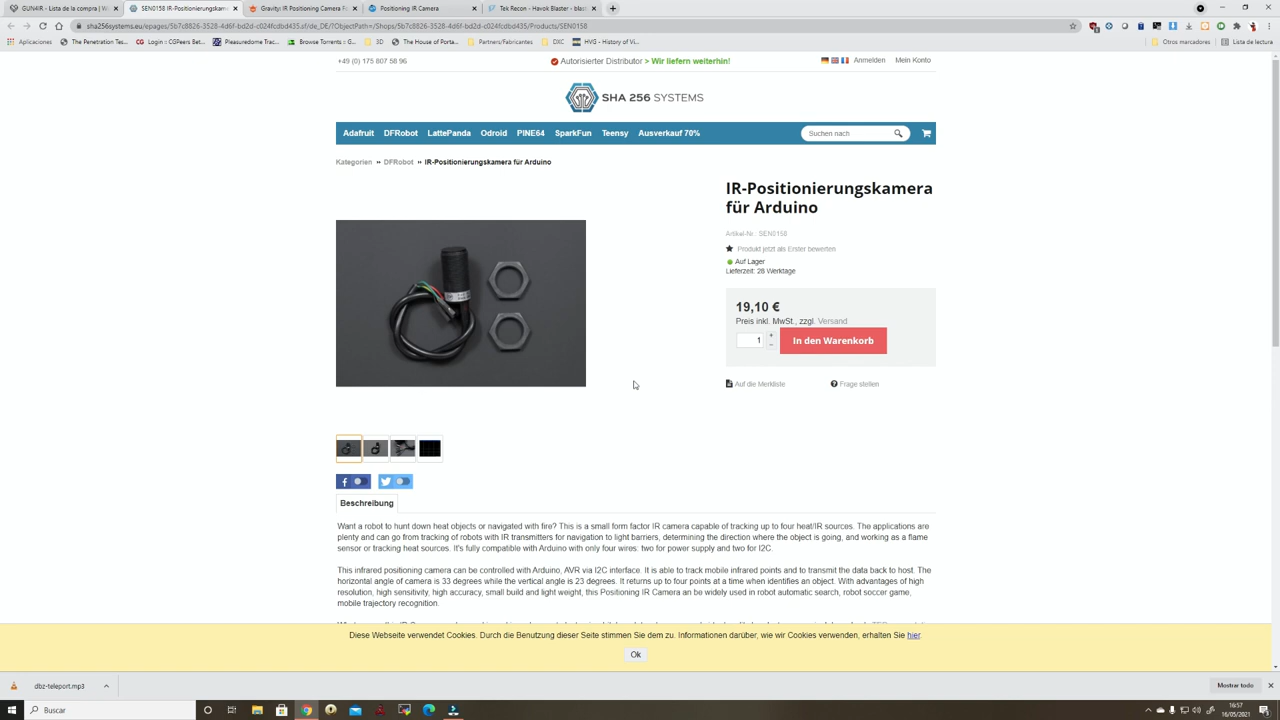 GUN4IR - Lista de la compra | W
SEN0158 IR-Positionierungskame
Gravity: IR Positioning Camera Fo
Positioning IR Camera
Tek Recon - Havok Blaster - blast
sha256systems.eu/epages/5b7c8826-3528-4d6f-bd2d-c024fcbd435.sf/de_DE/?ObjectPath=/Shops/5b7c8826-3528-4d6f-bd2d-c024fcbd435/Products/SEN0158
Aplicaciones The Penetration Tes... Login :: CGPeers Bet... Pleasuredome Trac... Browse Torrents :: G... 3D The House of Porta... Partners/Fabricantes DXC HVG - History of Vi... Otros marcadores Lista de lectura
+49 (0) 175 807 58 96 Autorisierter Distributor > Wir liefern weiterhin! Anmelden Mein Konto
SHA 256 SYSTEMS
Adafruit DFRobot LattePanda Odroid PINE64 SparkFun Teensy Ausverkauf 70% Suchen nach
Kategorien » DFRobot » IR-Positionierungskamera für Arduino
IR-Positionierungskamera
für Arduino
Artikel-Nr.: SEN0158
Produkt jetzt als Erster bewerten
Auf Lager
Lieferzeit: 28 Werktage
19,10 €
Preis inkl. MwSt., zzgl. Versand
1 + - In den Warenkorb
Auf die Merkliste Frage stellen
Beschreibung
Want a robot to hunt down heat objects or navigated with fire? This is a small form factor IR camera capable of tracking up to four heat/IR sources. The applications are
plenty and can go from tracking of robots with IR transmitters for navigation to light barriers, determining the direction where the object is going, and working as a flame
sensor or tracking heat sources. It's fully compatible with Arduino with only four wires: two for power supply and two for I2C.
This infrared positioning camera can be controlled with Arduino, AVR via I2C interface. It is able to track mobile infrared points and to transmit the data back to host. The
horizontal angle of camera is 33 degrees while the vertical angle is 23 degrees. It returns up to four points at a time when identifies an object. With advantages of high
resolution, high sensitivity, high accuracy, small build and light weight, this Positioning IR Camera an be widely used in robot automatic search, robot soccer game,
mobile trajectory recognition.
Diese Webseite verwendet Cookies. Durch die Benutzung dieser Seite stimmen Sie dem zu. Informationen darüber, wie wir Cookies verwenden, erhalten Sie hier.
Ok
dbz-teleport.mp3 Mostrar todo
Buscar
16:57
16/05/2021